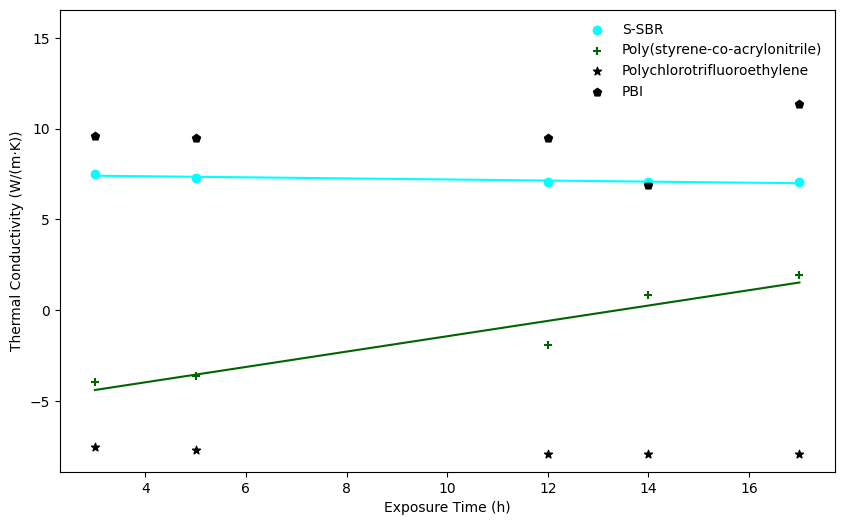 S-SBR
Poly(styrene-co-acrylonitrile)
Polychlorotrifluoroethylene
PBI
15
10
5
0
−5
Thermal Conductivity (W/(m·K))
4
6
8
10
12
14
16
Exposure Time (h)